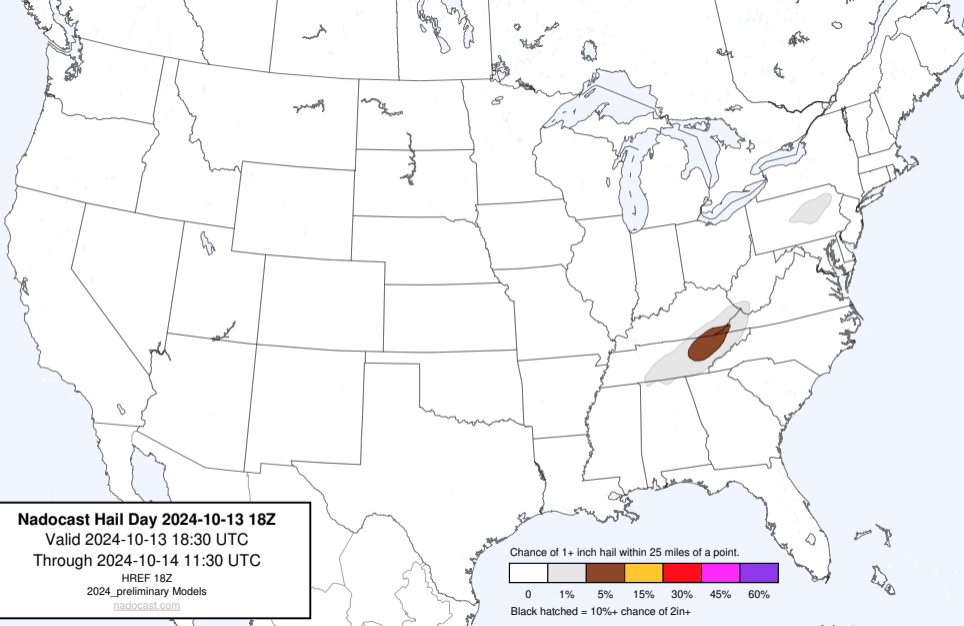 Nadocast Hail Day 2024-10-13 18Z
Valid 2024-10-13 18:30 UTC
Through 2024-10-14 11:30 UTC
HREF 18Z
2024_preliminary Models
nadocast.com
Chance of 1+ inch hail within 25 miles of a point.
0 1% 5% 15% 30% 45% 60%
Black hatched = 10%+ chance of 2in+